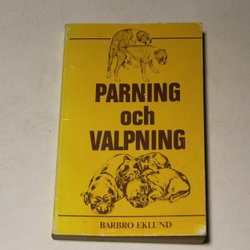 PARNING
och
VALPNING
BARBRO EKLUND